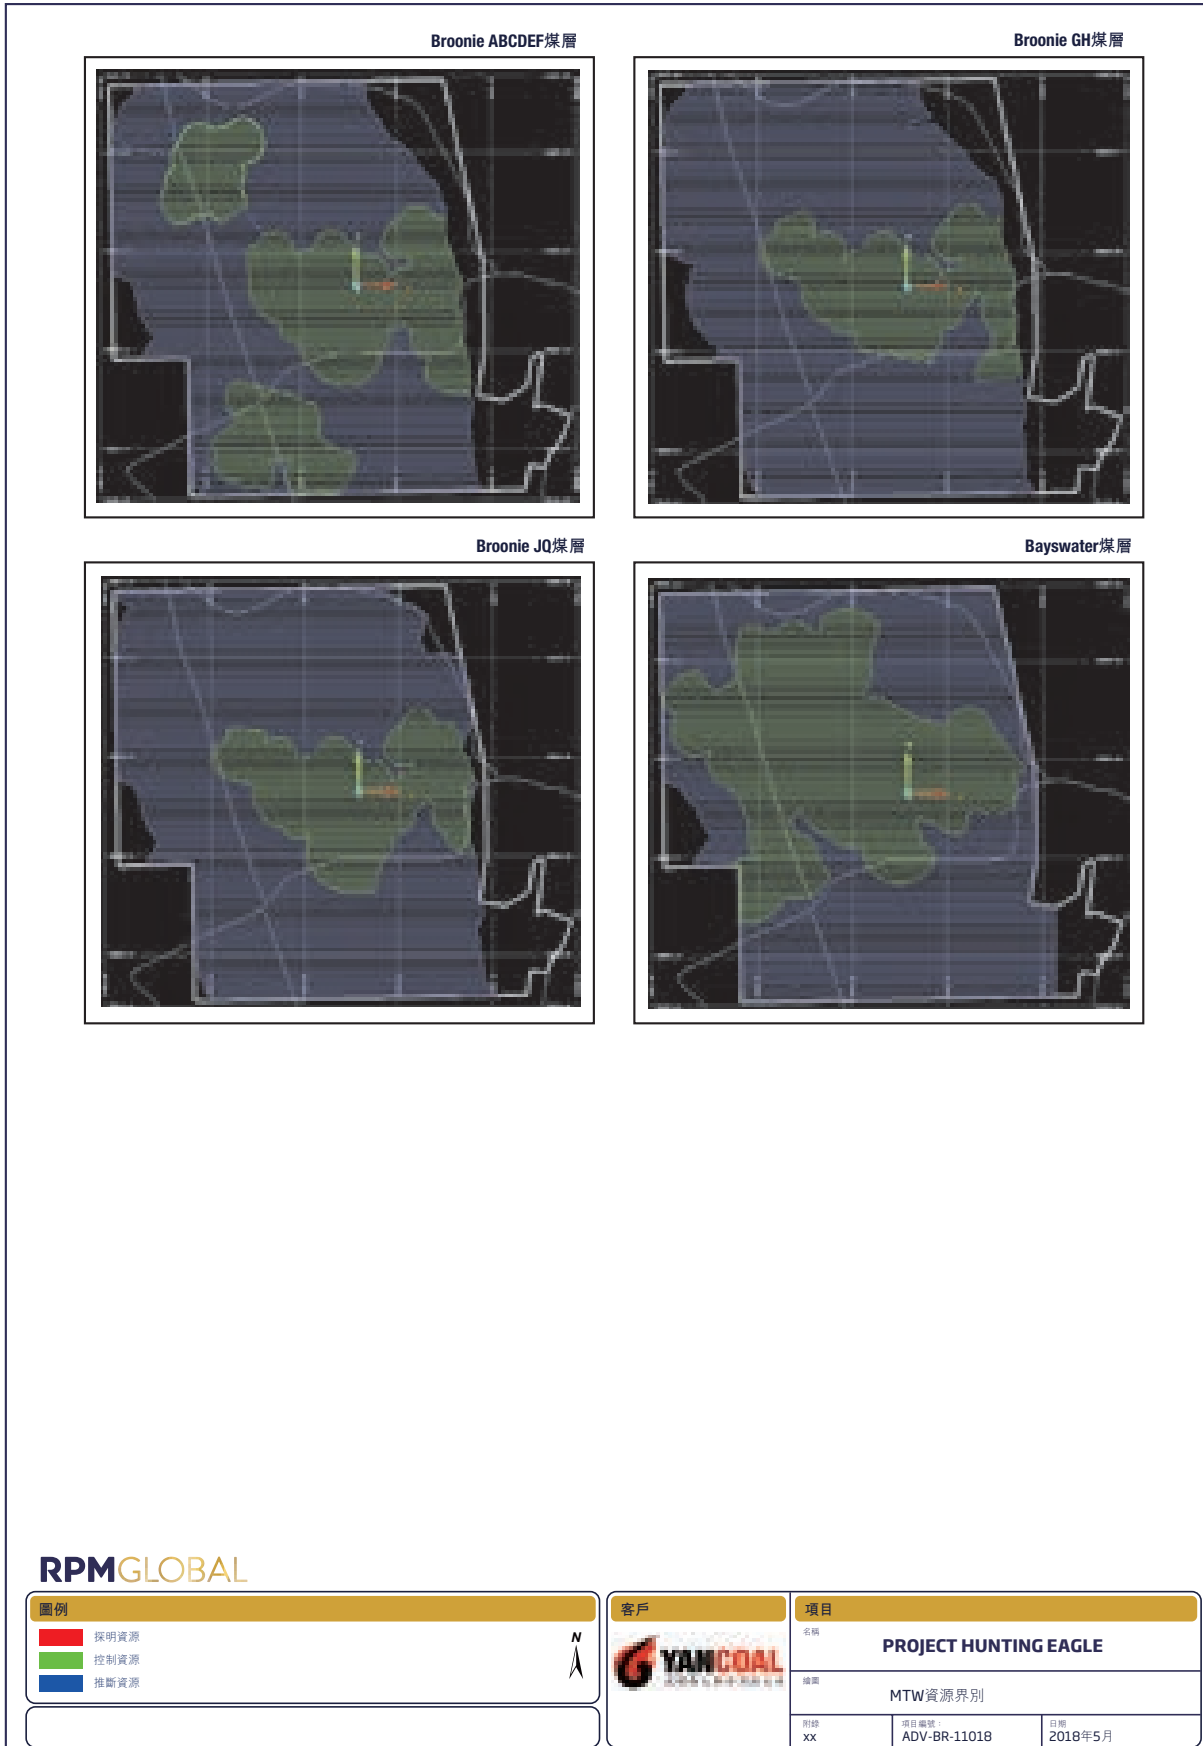 Broonie ABCDEF煤層
Broonie GH煤層
Broonie JQ煤層
Bayswater煤層
RPMGLOBAL
圖例
探明資源
控制資源
推斷資源
N
客戶
YANCOAL
項目
名稱
PROJECT HUNTING EAGLE
繪圖
MTW資源界別
附錄
xx
項目編號：
ADV-BR-11018
日期
2018年5月